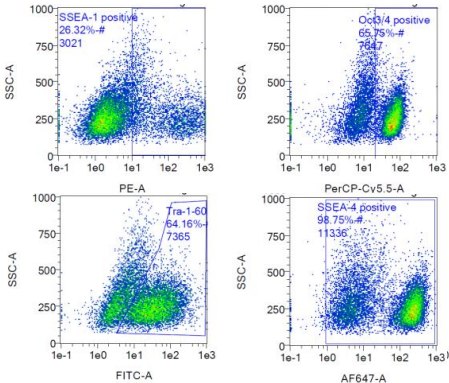 SSEA-1 positive
26.32%-#
3021
1000
750
500
250
0
SSC-A
1e-1 1e0 1e1 1e2 1e3
PE-A
Oct3/4 positive
65.75%-#
7647
1000
750
500
250
0
SSC-A
1e-1 1e0 1e1 1e2 1e3
PerCP-Cv5.5-A
Tra-1-60
64.16%-#
7365
1000
750
500
250
0
SSC-A
1e-1 1e0 1e1 1e2 1e3
FITC-A
SSEA-4 positive
98.75%-#
11336
1000
750
500
250
0
SSC-A
1e-1 1e0 1e1 1e2 1e3
AF647-A